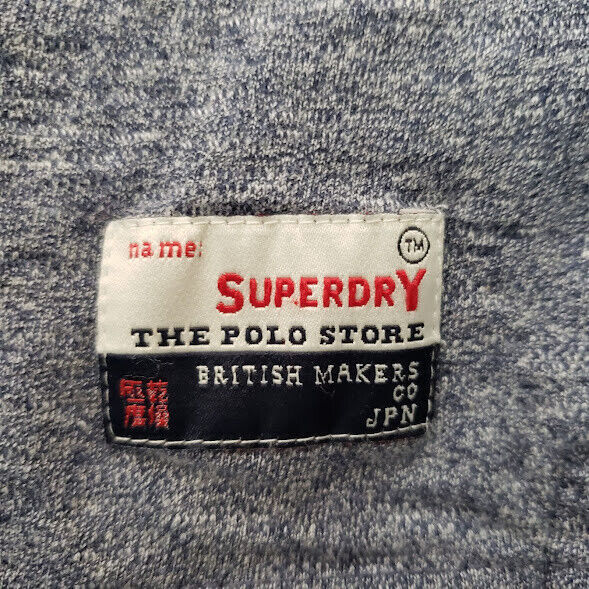 name:
TM
SUPERDRY
THE POLO STORE
BRITISH MAKERS
CO
JPN